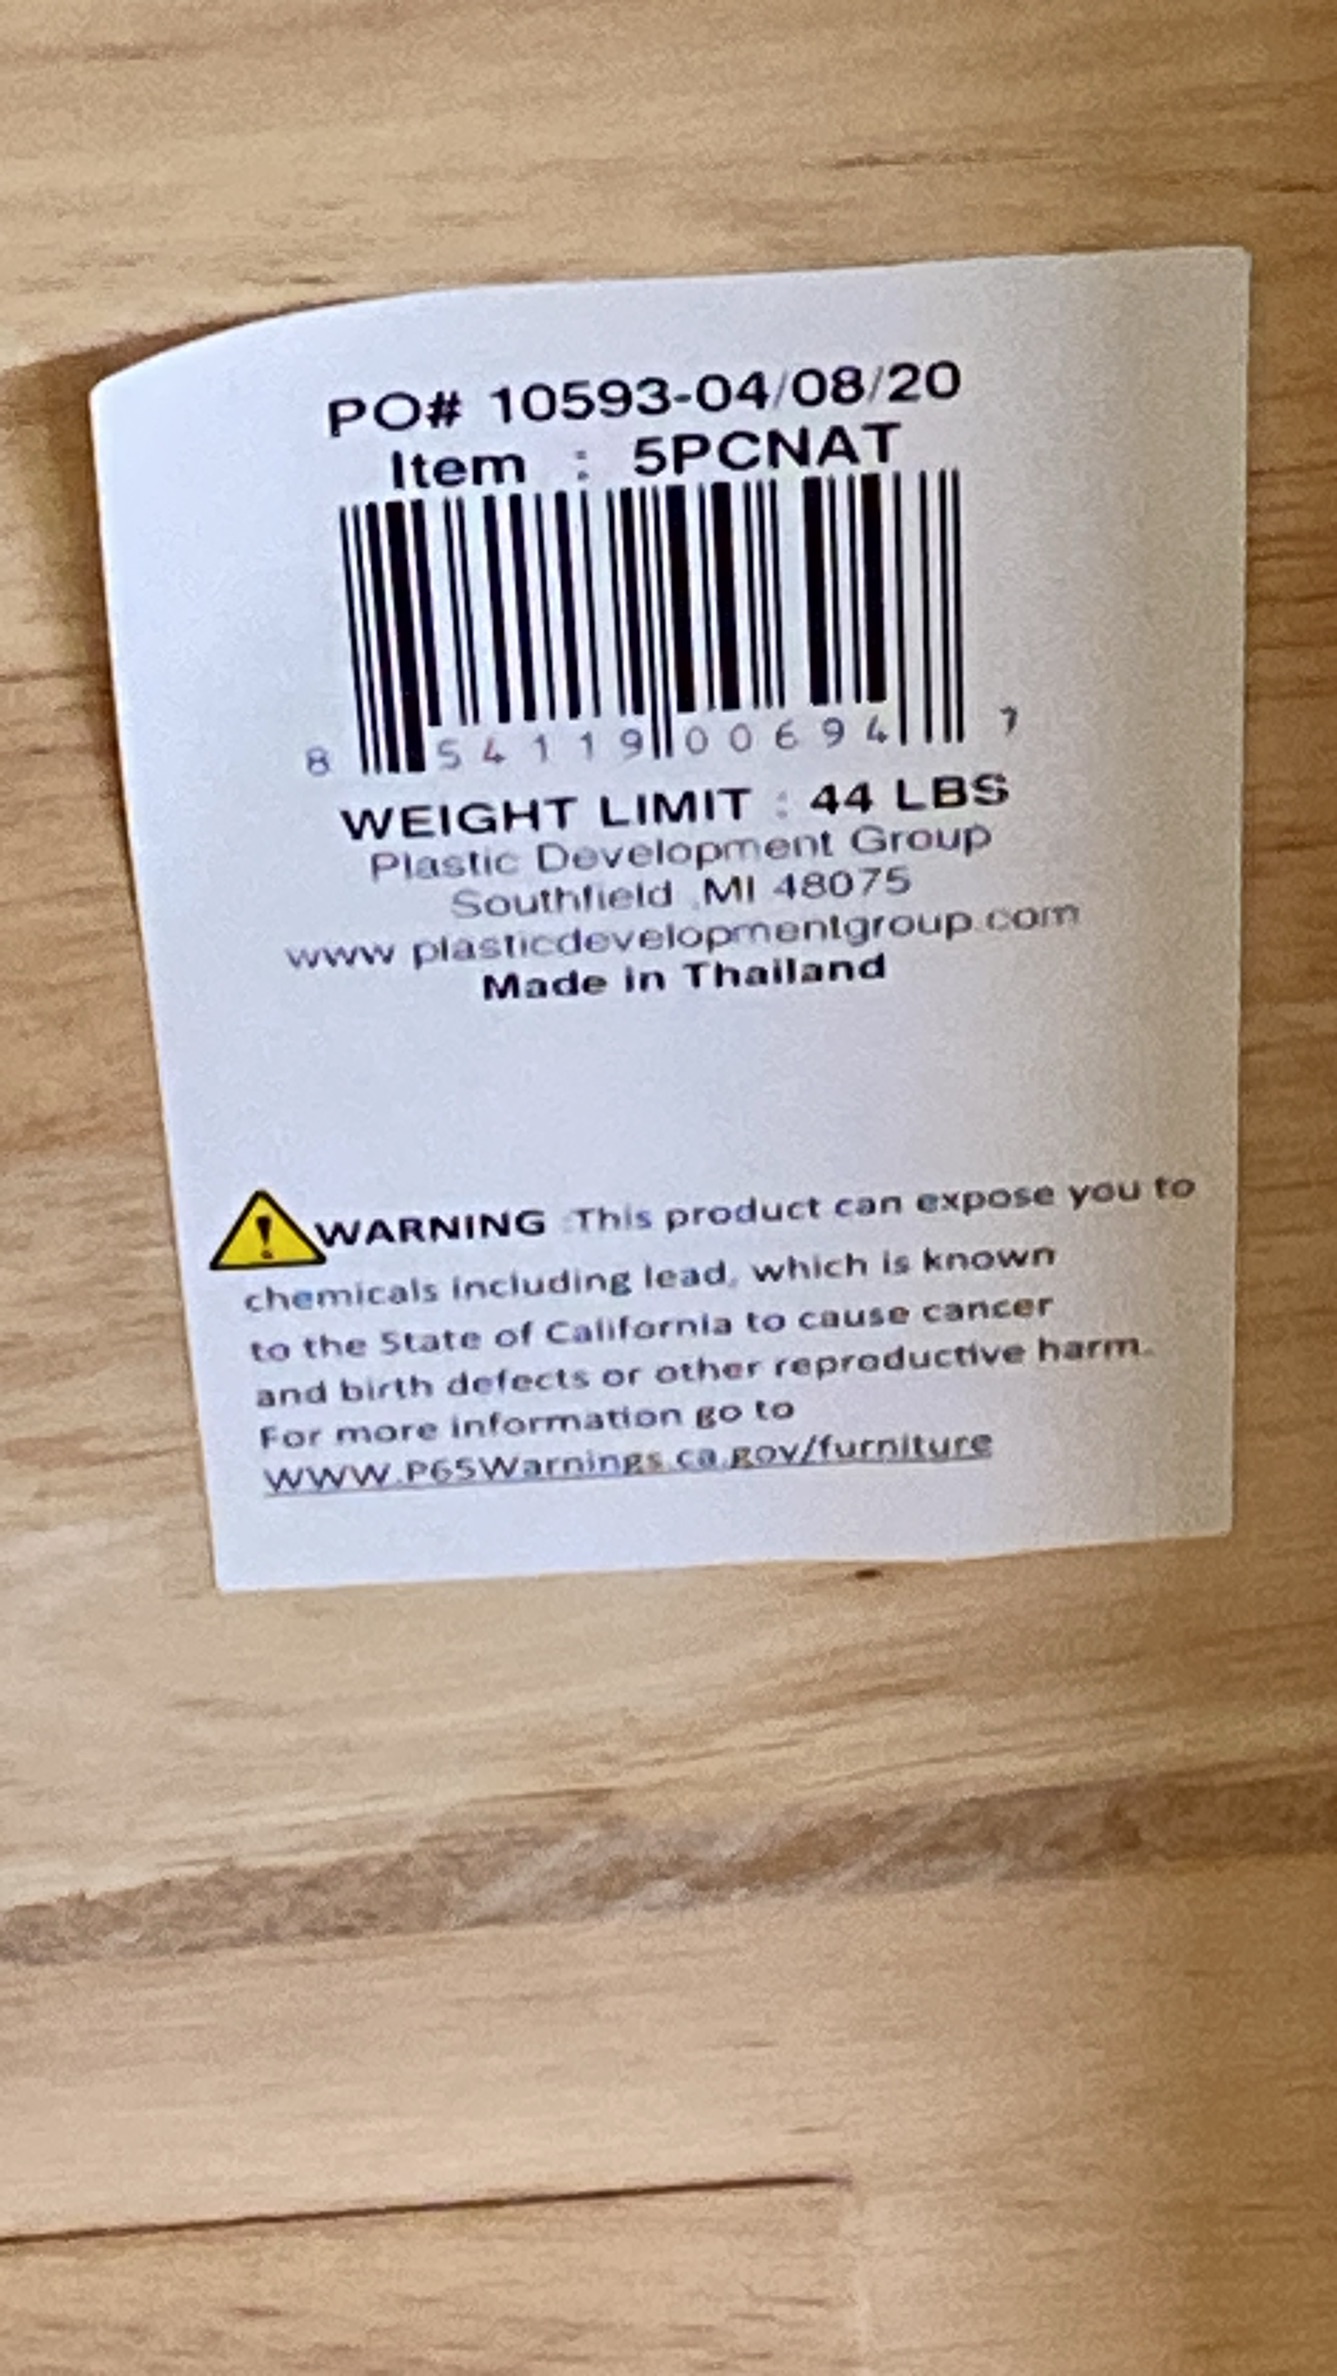 PO# 10593-04/08/20
Item : 5PCNAT
8 54119 00694 7
WEIGHT LIMIT : 44 LBS
Plastic Development Group
Southfield ,MI 48075
www.plasticdevelopmentgroup.com
Made in Thailand
WARNING :This product can expose you to
chemicals including lead, which is known
to the State of California to cause cancer
and birth defects or other reproductive harm.
For more information go to
WWW.P65Warnings.ca.gov/furniture